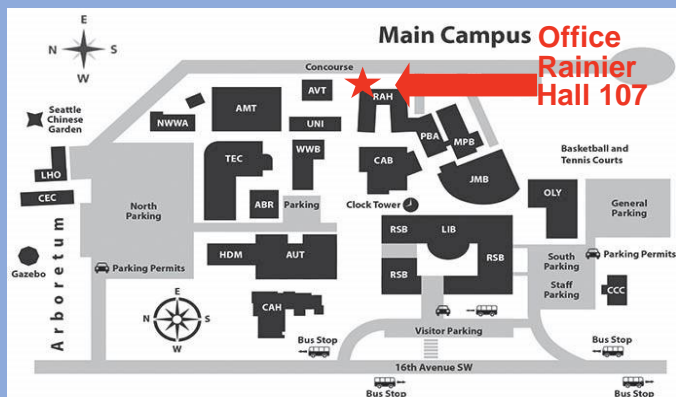 E
N S
W
Main Campus
Office
Rainier
Hall 107
Concourse
AVT
RAH
AMT
NWWA
UNI
Seattle
Chinese
Garden
PBA
MPB
Basketball and
Tennis Courts
TEC
WWB
CAB
LHO
CEC
JMB
OLY
North
Parking
ABR
Parking
Clock Tower
General
Parking
RSB
LIB
RSB
RSB
HDM
AUT
Arboretum
Gazebo
Parking Permits
South
Parking
Parking Permits
Staff
Parking
CCC
CAH
E
N S
W
Visitor Parking
Bus Stop
Bus Stop
16th Avenue SW
Bus Stop
Bus Stop